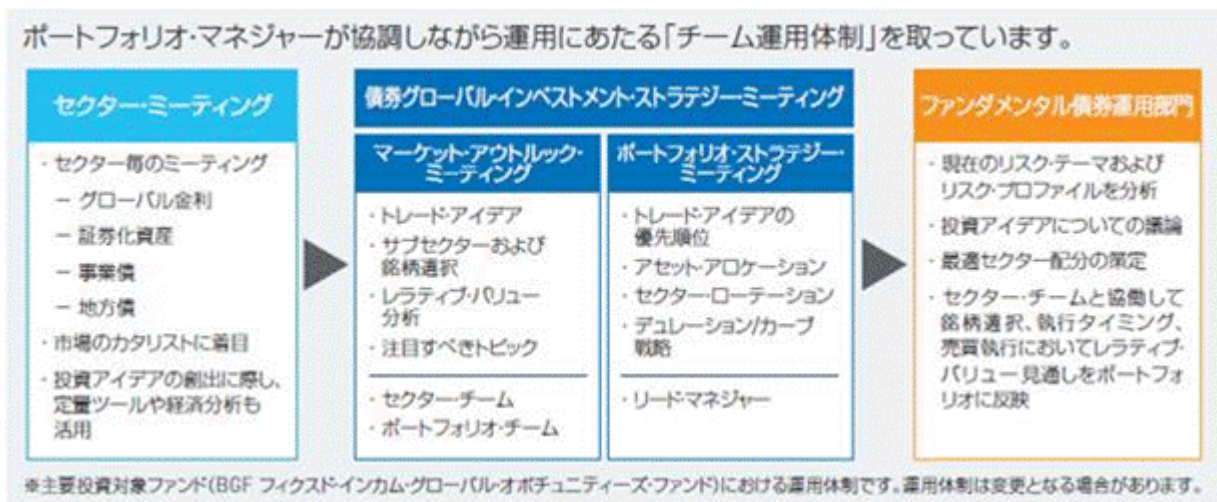 ポートフォリオ・マネジャーが協調しながら運用にあたる「チーム運用体制」を取っています。
セクター・ミーティング
・セクター毎のミーティング
－ グローバル金利
－ 証券化資産
－ 事業債
－ 地方債
・市場のカタリストに着目
・投資アイデアの創出に際し、
定量ツールや経済分析も
活用
債券グローバル・インベストメント・ストラテジー・ミーティング
マーケット・アウトルック・
ミーティング
・トレード・アイデア
・サブセクターおよび
銘柄選択
・レラティブ・バリュー
分析
・注目すべきトピック
・セクター・チーム
・ポートフォリオ・チーム
ポートフォリオ・ストラテジー・
ミーティング
・トレード・アイデアの
優先順位
・アセット・アロケーション
・セクター・ローテーション
・デュレーション/カーブ
戦略
・リード・マネジャー
ファンダメンタル債券運用部門
・現在のリスク・テーマおよび
リスク・プロファイルを分析
・投資アイデアについての議論
・最適セクター配分の策定
・セクター・チームと協働して
銘柄選択、執行タイミング、
売買執行においてレラティブ・
バリュー見通しをポートフォ
リオに反映
※主要投資対象ファンド(BGF フィクスド・インカム・グローバル・オポチュニティーズ・ファンド)における運用体制です。運用体制は変更となる場合があります。